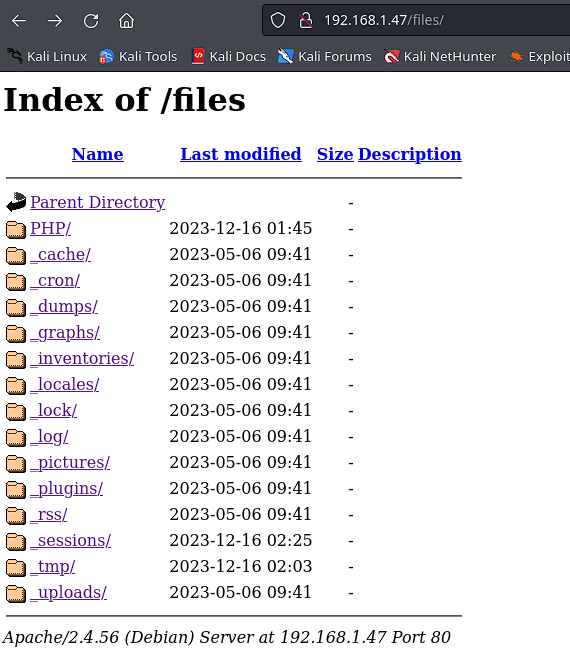 192.168.1.47/files/
Kali Linux Kali Tools Kali Docs Kali Forums Kali NetHunter Exploit
Index of /files
Name Last modified Size Description
Parent Directory -
PHP/ 2023-12-16 01:45 -
_cache/ 2023-05-06 09:41 -
_cron/ 2023-05-06 09:41 -
_dumps/ 2023-05-06 09:41 -
_graphs/ 2023-05-06 09:41 -
_inventories/ 2023-05-06 09:41 -
_locales/ 2023-05-06 09:41 -
_lock/ 2023-05-06 09:41 -
_log/ 2023-05-06 09:41 -
_pictures/ 2023-05-06 09:41 -
_plugins/ 2023-05-06 09:41 -
_rss/ 2023-05-06 09:41 -
_sessions/ 2023-12-16 02:25 -
_tmp/ 2023-12-16 02:03 -
_uploads/ 2023-05-06 09:41 -
Apache/2.4.56 (Debian) Server at 192.168.1.47 Port 80